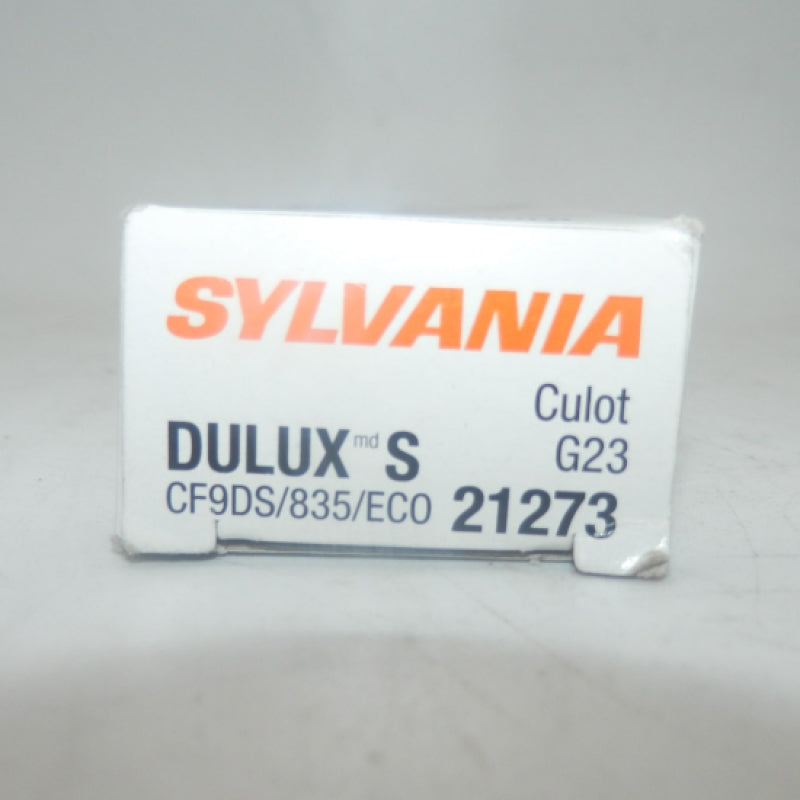 SYLVANIA
Culot
DULUX md S G23
CF9DS/835/ECO 21273